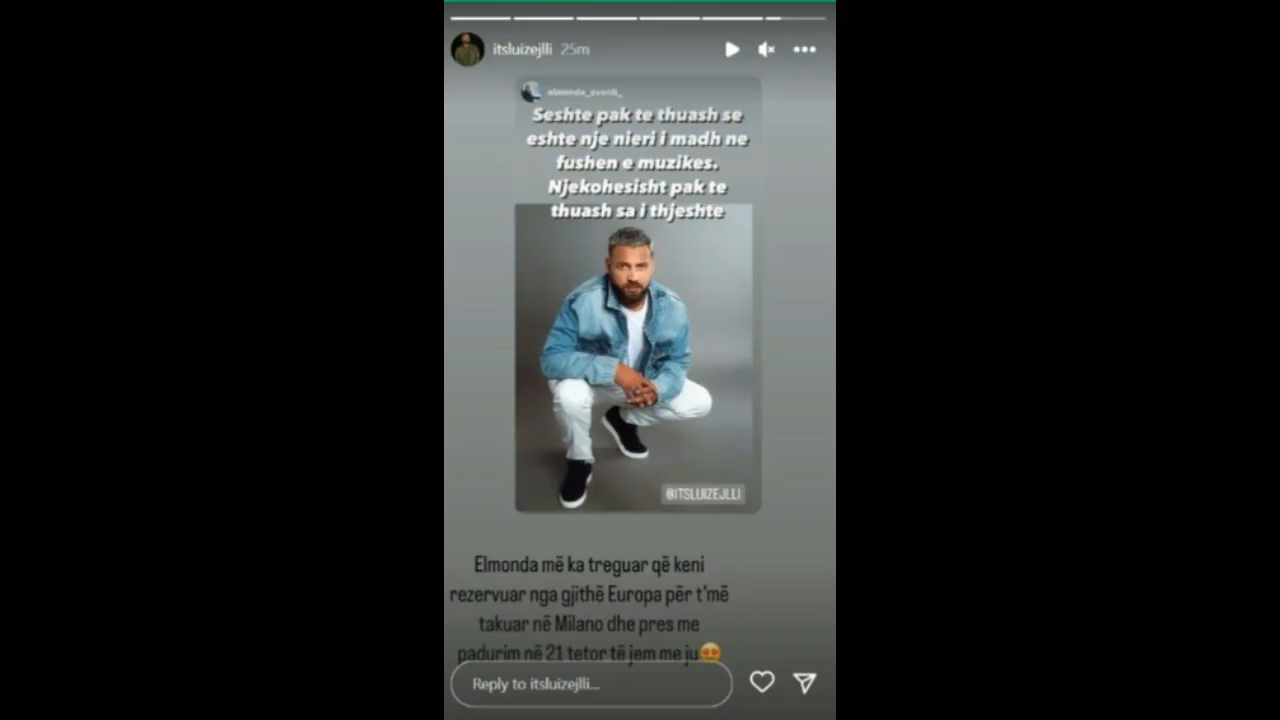 itsluizejlli 25m
Seshte pak te thuash se
eshte nje nieri i madh ne
fushen e muzikes.
Njekohesisht pak te
thuash sa i thjeshte
@ITSLUIZEJLLI
Elmonda më ka treguar që keni
rezervuar nga gjithë Europa për t'më
takuar në Milano dhe pres me
padurim në 21 tetor të jem me ju😍
Reply to itsluizejlli...